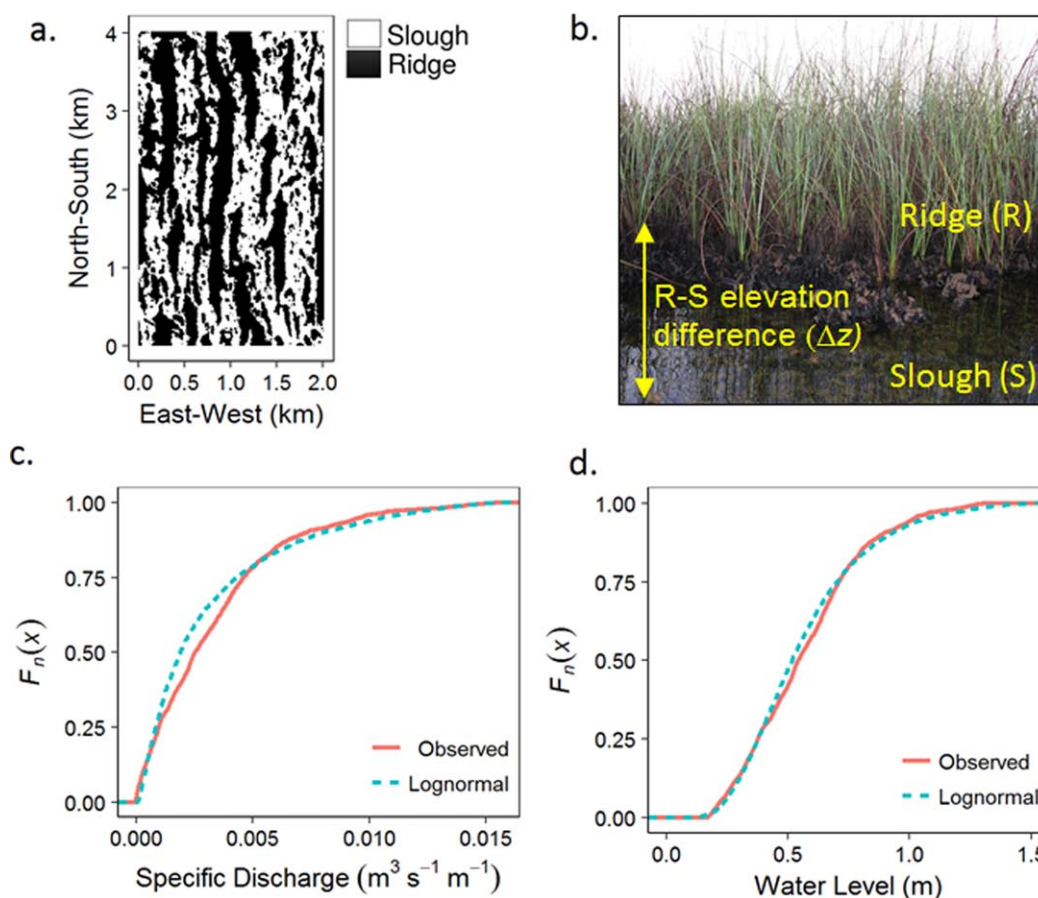 a.
Slough
Ridge
North-South (km)
4
3
2
1
0
0.0 0.5 1.0 1.5 2.0
East-West (km)
b.
Ridge (R)
R-S elevation
difference (Δz)
Slough (S)
c.
Fn(x)
1.00
0.75
0.50
0.25
0.00
Observed
Lognormal
0.000 0.005 0.010 0.015
Specific Discharge (m³ s⁻¹ m⁻¹)
d.
Fn(x)
1.00
0.75
0.50
0.25
0.00
Observed
Lognormal
0.0 0.5 1.0 1.5
Water Level (m)